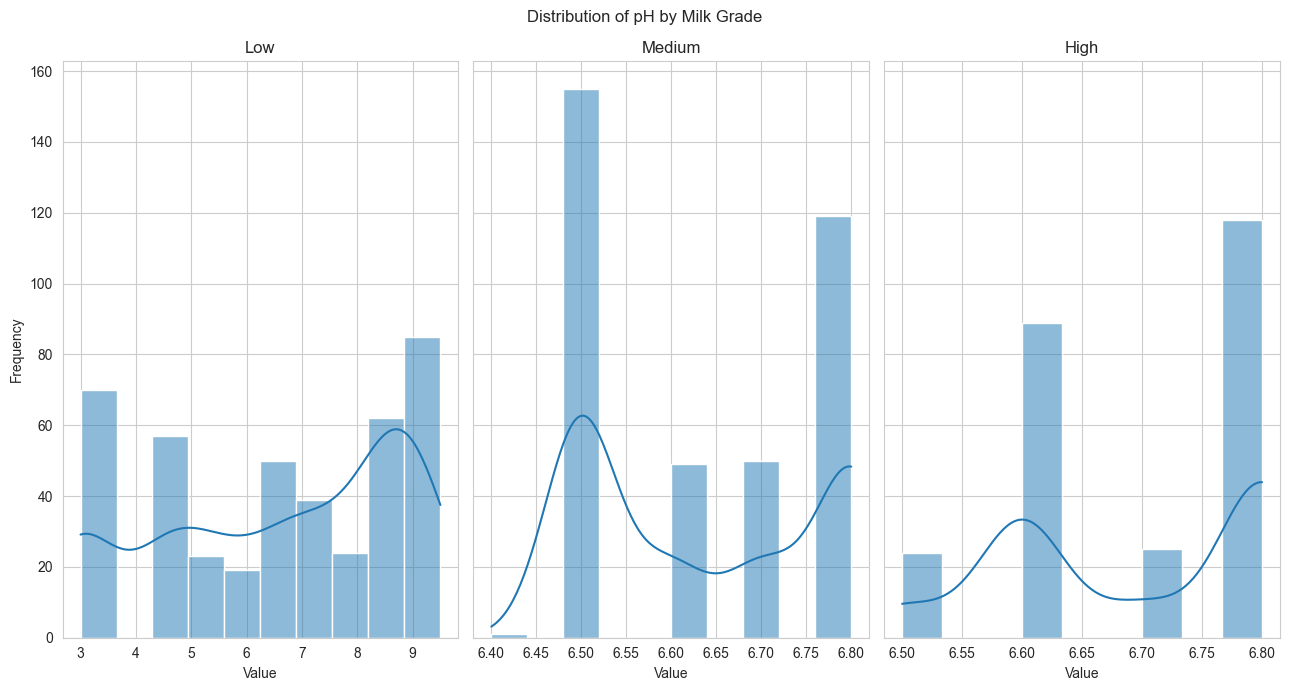 Distribution of pH by Milk Grade
Low
Medium
High
160
140
120
100
80
60
40
20
0
Frequency
3 4 5 6 7 8 9
6.40 6.45 6.50 6.55 6.60 6.65 6.70 6.75 6.80
6.50 6.55 6.60 6.65 6.70 6.75 6.80
Value
Value
Value